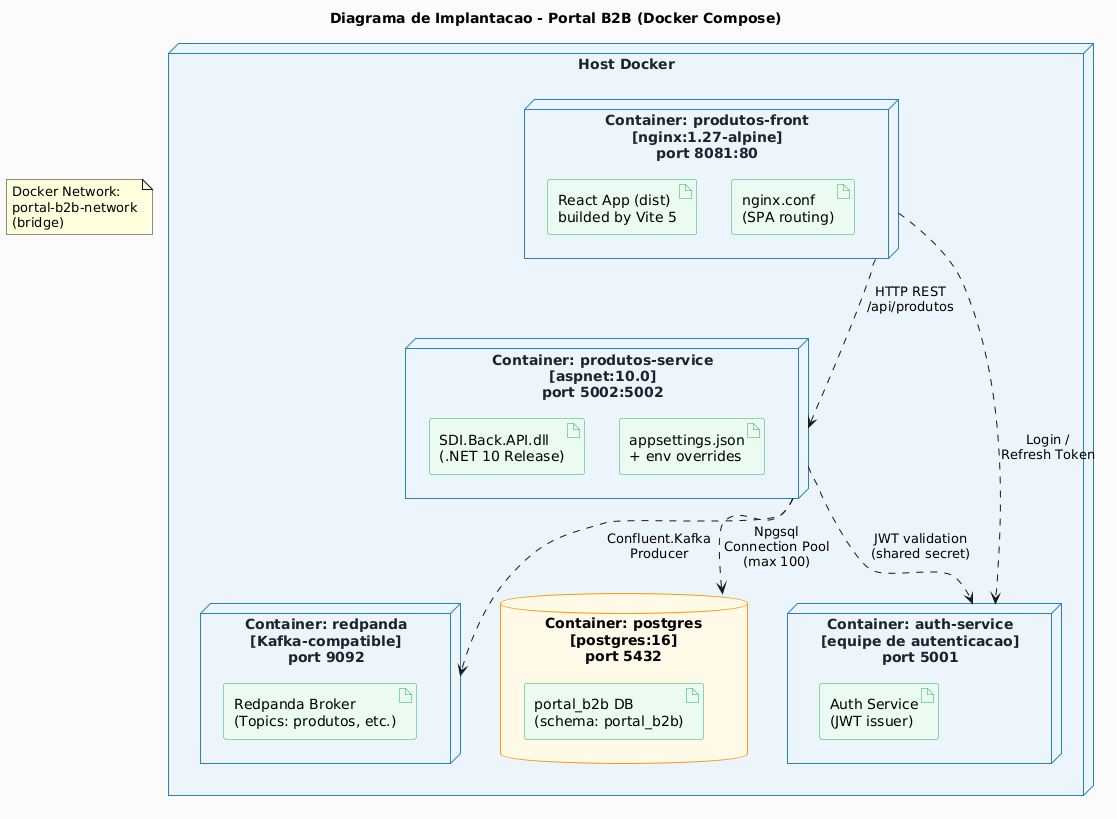 Diagrama de Implantacao - Portal B2B (Docker Compose)
Host Docker
Docker Network:
portal-b2b-network
(bridge)
Container: produtos-front
[nginx:1.27-alpine]
port 8081:80
React App (dist)
builded by Vite 5
nginx.conf
(SPA routing)
HTTP REST
/api/produtos
Container: produtos-service
[aspnet:10.0]
port 5002:5002
SDI.Back.API.dll
(.NET 10 Release)
appsettings.json
+ env overrides
Login /
Refresh Token
Confluent.Kafka
Producer
Npgsql
Connection Pool
(max 100)
JWT validation
(shared secret)
Container: redpanda
[Kafka-compatible]
port 9092
Redpanda Broker
(Topics: produtos, etc.)
Container: postgres
[postgres:16]
port 5432
portal_b2b DB
(schema: portal_b2b)
Container: auth-service
[equipe de autenticacao]
port 5001
Auth Service
(JWT issuer)